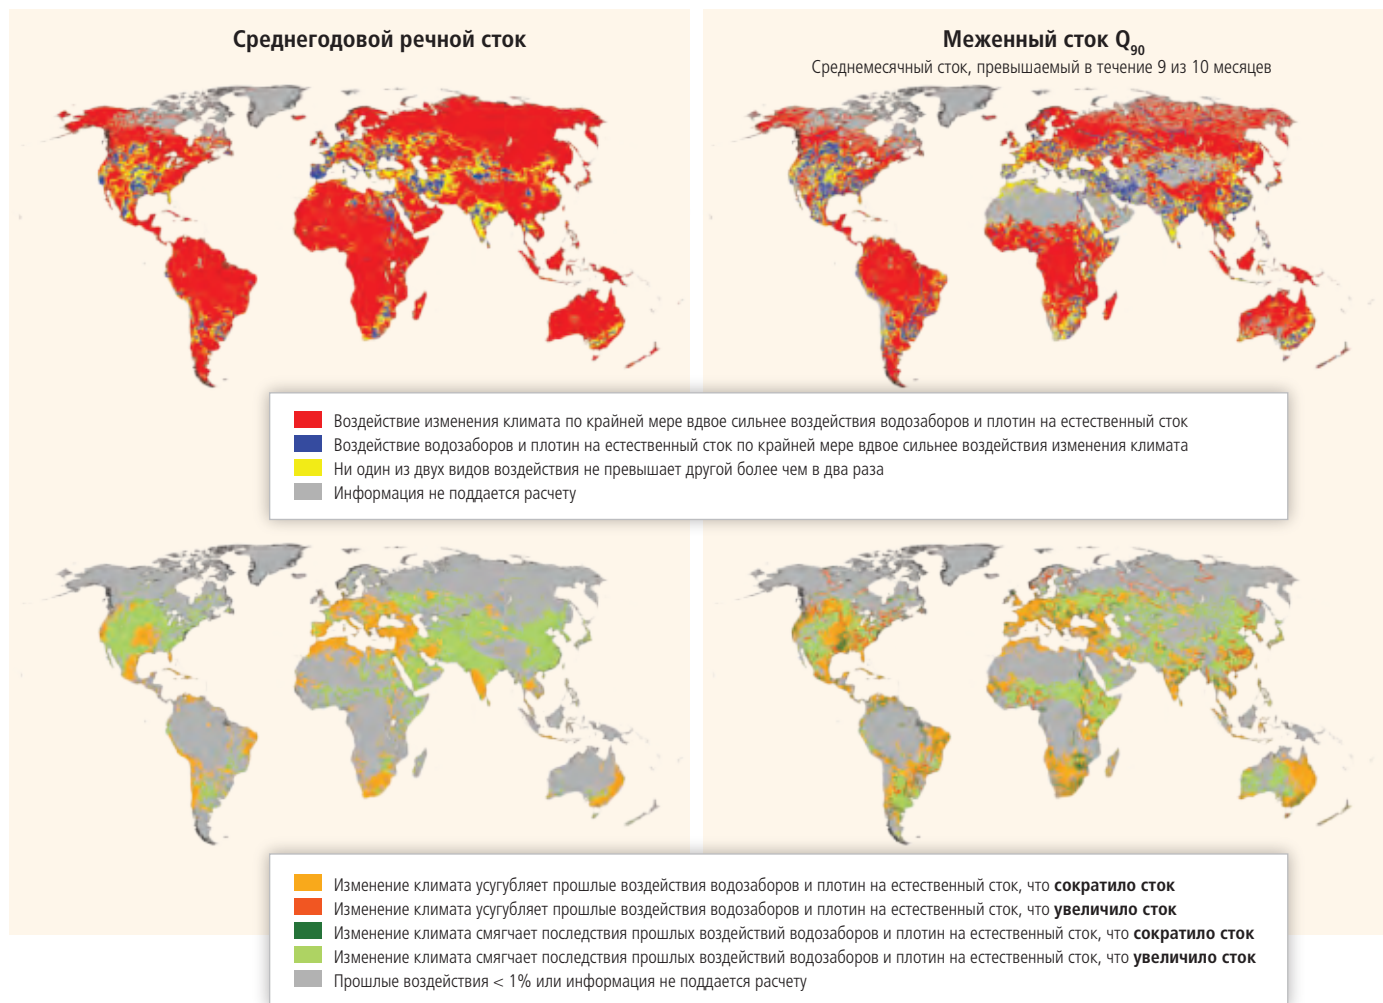 Среднегодовой речной сток
Меженный сток Q90
Среднемесячный сток, превышаемый в течение 9 из 10 месяцев
Воздействие изменения климата по крайней мере вдвое сильнее воздействия водозаборов и плотин на естественный сток
Воздействие водозаборов и плотин на естественный сток по крайней мере вдвое сильнее воздействия изменения климата
Ни один из двух видов воздействия не превышает другой более чем в два раза
Информация не поддается расчету
Изменение климата усугубляет прошлые воздействия водозаборов и плотин на естественный сток, что сократило сток
Изменение климата усугубляет прошлые воздействия водозаборов и плотин на естественный сток, что увеличило сток
Изменение климата смягчает последствия прошлых воздействий водозаборов и плотин на естественный сток, что сократило сток
Изменение климата смягчает последствия прошлых воздействий водозаборов и плотин на естественный сток, что увеличило сток
Прошлые воздействия < 1% или информация не поддается расчету